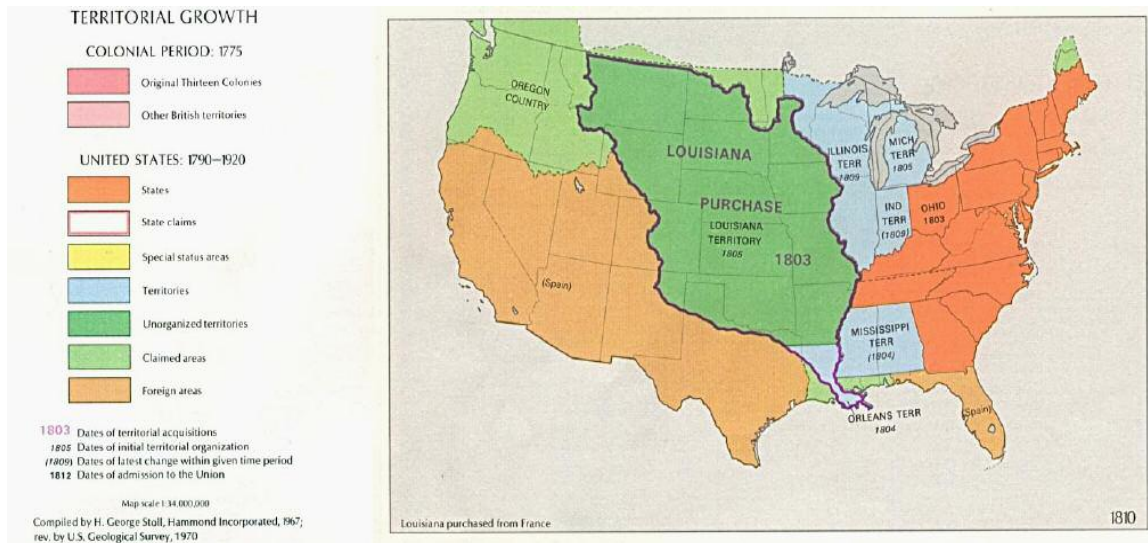 TERRITORIAL GROWTH
COLONIAL PERIOD: 1775
Original Thirteen Colonies
Other British territories
UNITED STATES: 1790–1920
States
State claims
Special status areas
Territories
Unorganized territories
Claimed areas
Foreign areas
1803 Dates of territorial acquisitions
1805 Dates of initial territorial organization
(1809) Dates of latest change within given time period
1812 Dates of admission to the Union
Map scale 1:34,000,000
Compiled by H. George Stoll, Hammond Incorporated, 1967;
rev. by U.S. Geological Survey, 1970
OREGON
COUNTRY
LOUISIANA
PURCHASE
LOUISIANA
TERRITORY
1805
1803
ILLINOIS
TERR
1809
MICH
TERR
1805
IND
TERR
(1809)
OHIO
1803
(Spain)
MISSISSIPPI
TERR
(1804)
ORLEANS TERR
1804
(Spain)
Louisiana purchased from France
1810